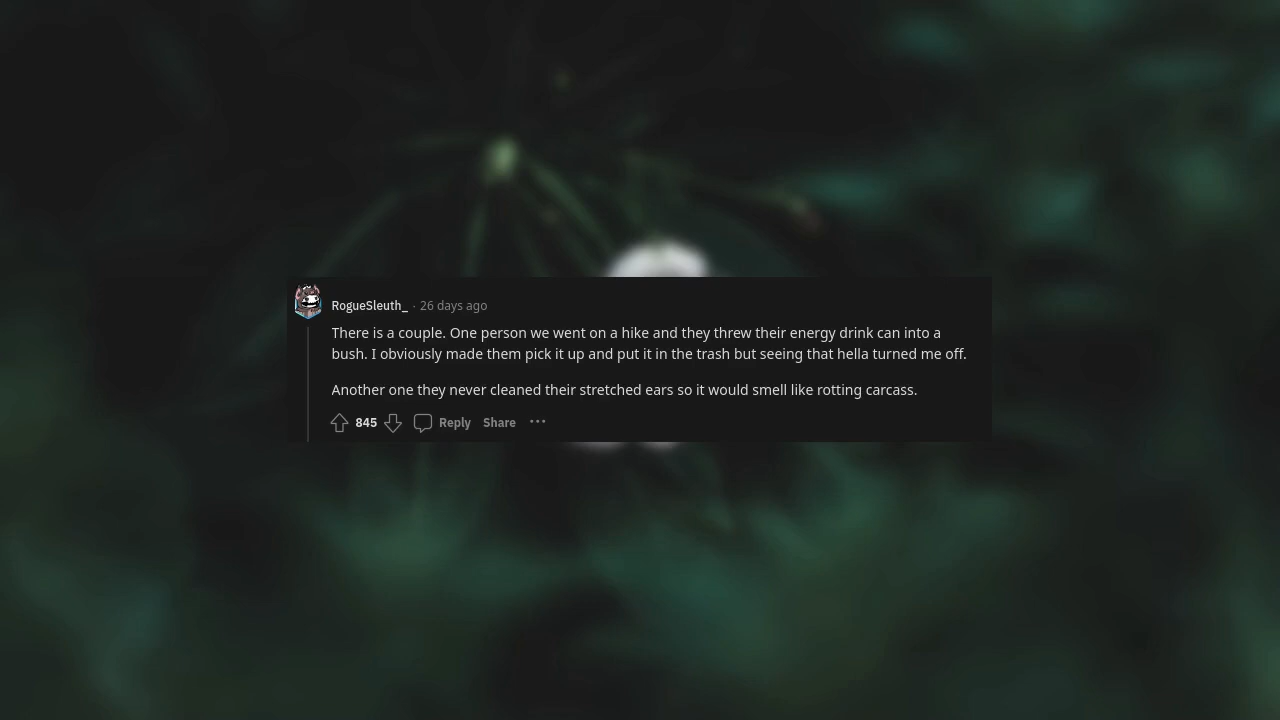 RogueSleuth_ · 26 days ago
There is a couple. One person we went on a hike and they threw their energy drink can into a
bush. I obviously made them pick it up and put it in the trash but seeing that hella turned me off.
Another one they never cleaned their stretched ears so it would smell like rotting carcass.
845 Reply Share ···